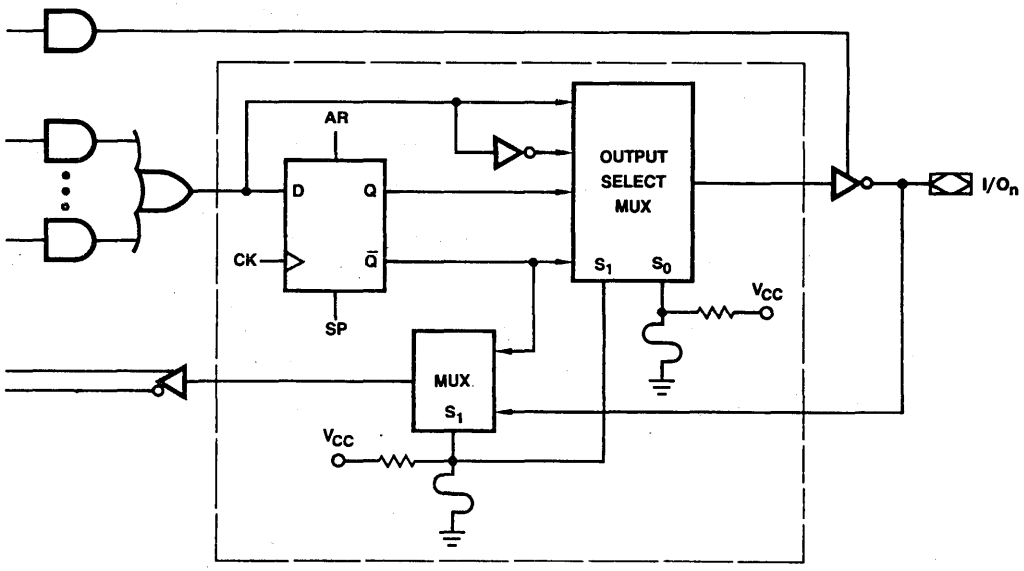 AR
OUTPUT
SELECT
MUX
I/On
D
Q
CK
Q̅
S1
S0
VCC
SP
MUX
S1
VCC